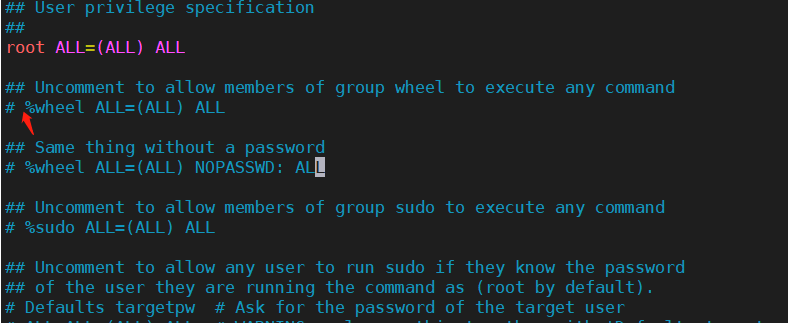 ## User privilege specification
##
root ALL=(ALL) ALL
## Uncomment to allow members of group wheel to execute any command
# %wheel ALL=(ALL) ALL
## Same thing without a password
# %wheel ALL=(ALL) NOPASSWD: ALL
## Uncomment to allow members of group sudo to execute any command
# %sudo ALL=(ALL) ALL
## Uncomment to allow any user to run sudo if they know the password
## of the user they are running the command as (root by default).
# Defaults targetpw  # Ask for the password of the target user